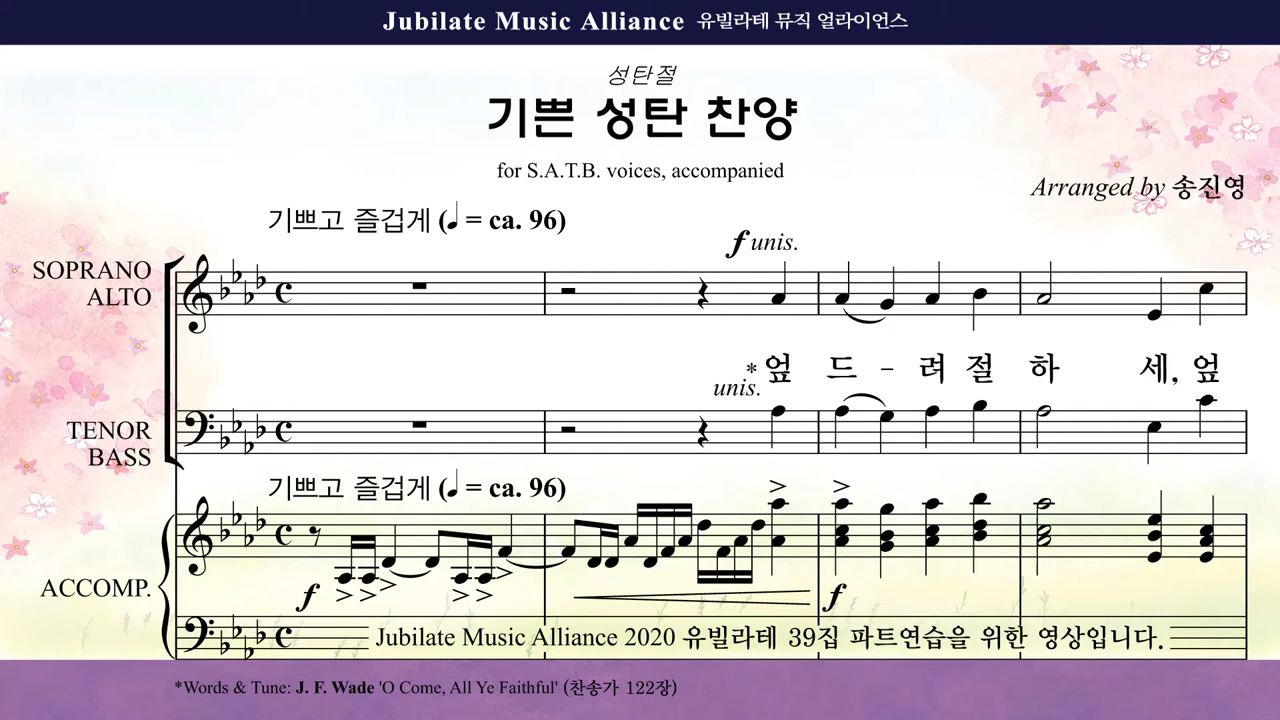 Jubilate Music Alliance 유빌라테 뮤직 얼라이언스
성탄절
기쁜 성탄 찬양
for S.A.T.B. voices, accompanied
Arranged by 송진영
기쁘고 즐겁게 (♩ = ca. 96)
f unis.
SOPRANO
ALTO
*엎 드 - 려 절 하 세, 엎
unis.
TENOR
BASS
기쁘고 즐겁게 (♩ = ca. 96)
ACCOMP.
f f
Jubilate Music Alliance 2020 유빌라테 39집 파트연습을 위한 영상입니다.
*Words & Tune: J. F. Wade 'O Come, All Ye Faithful' (찬송가 122장)